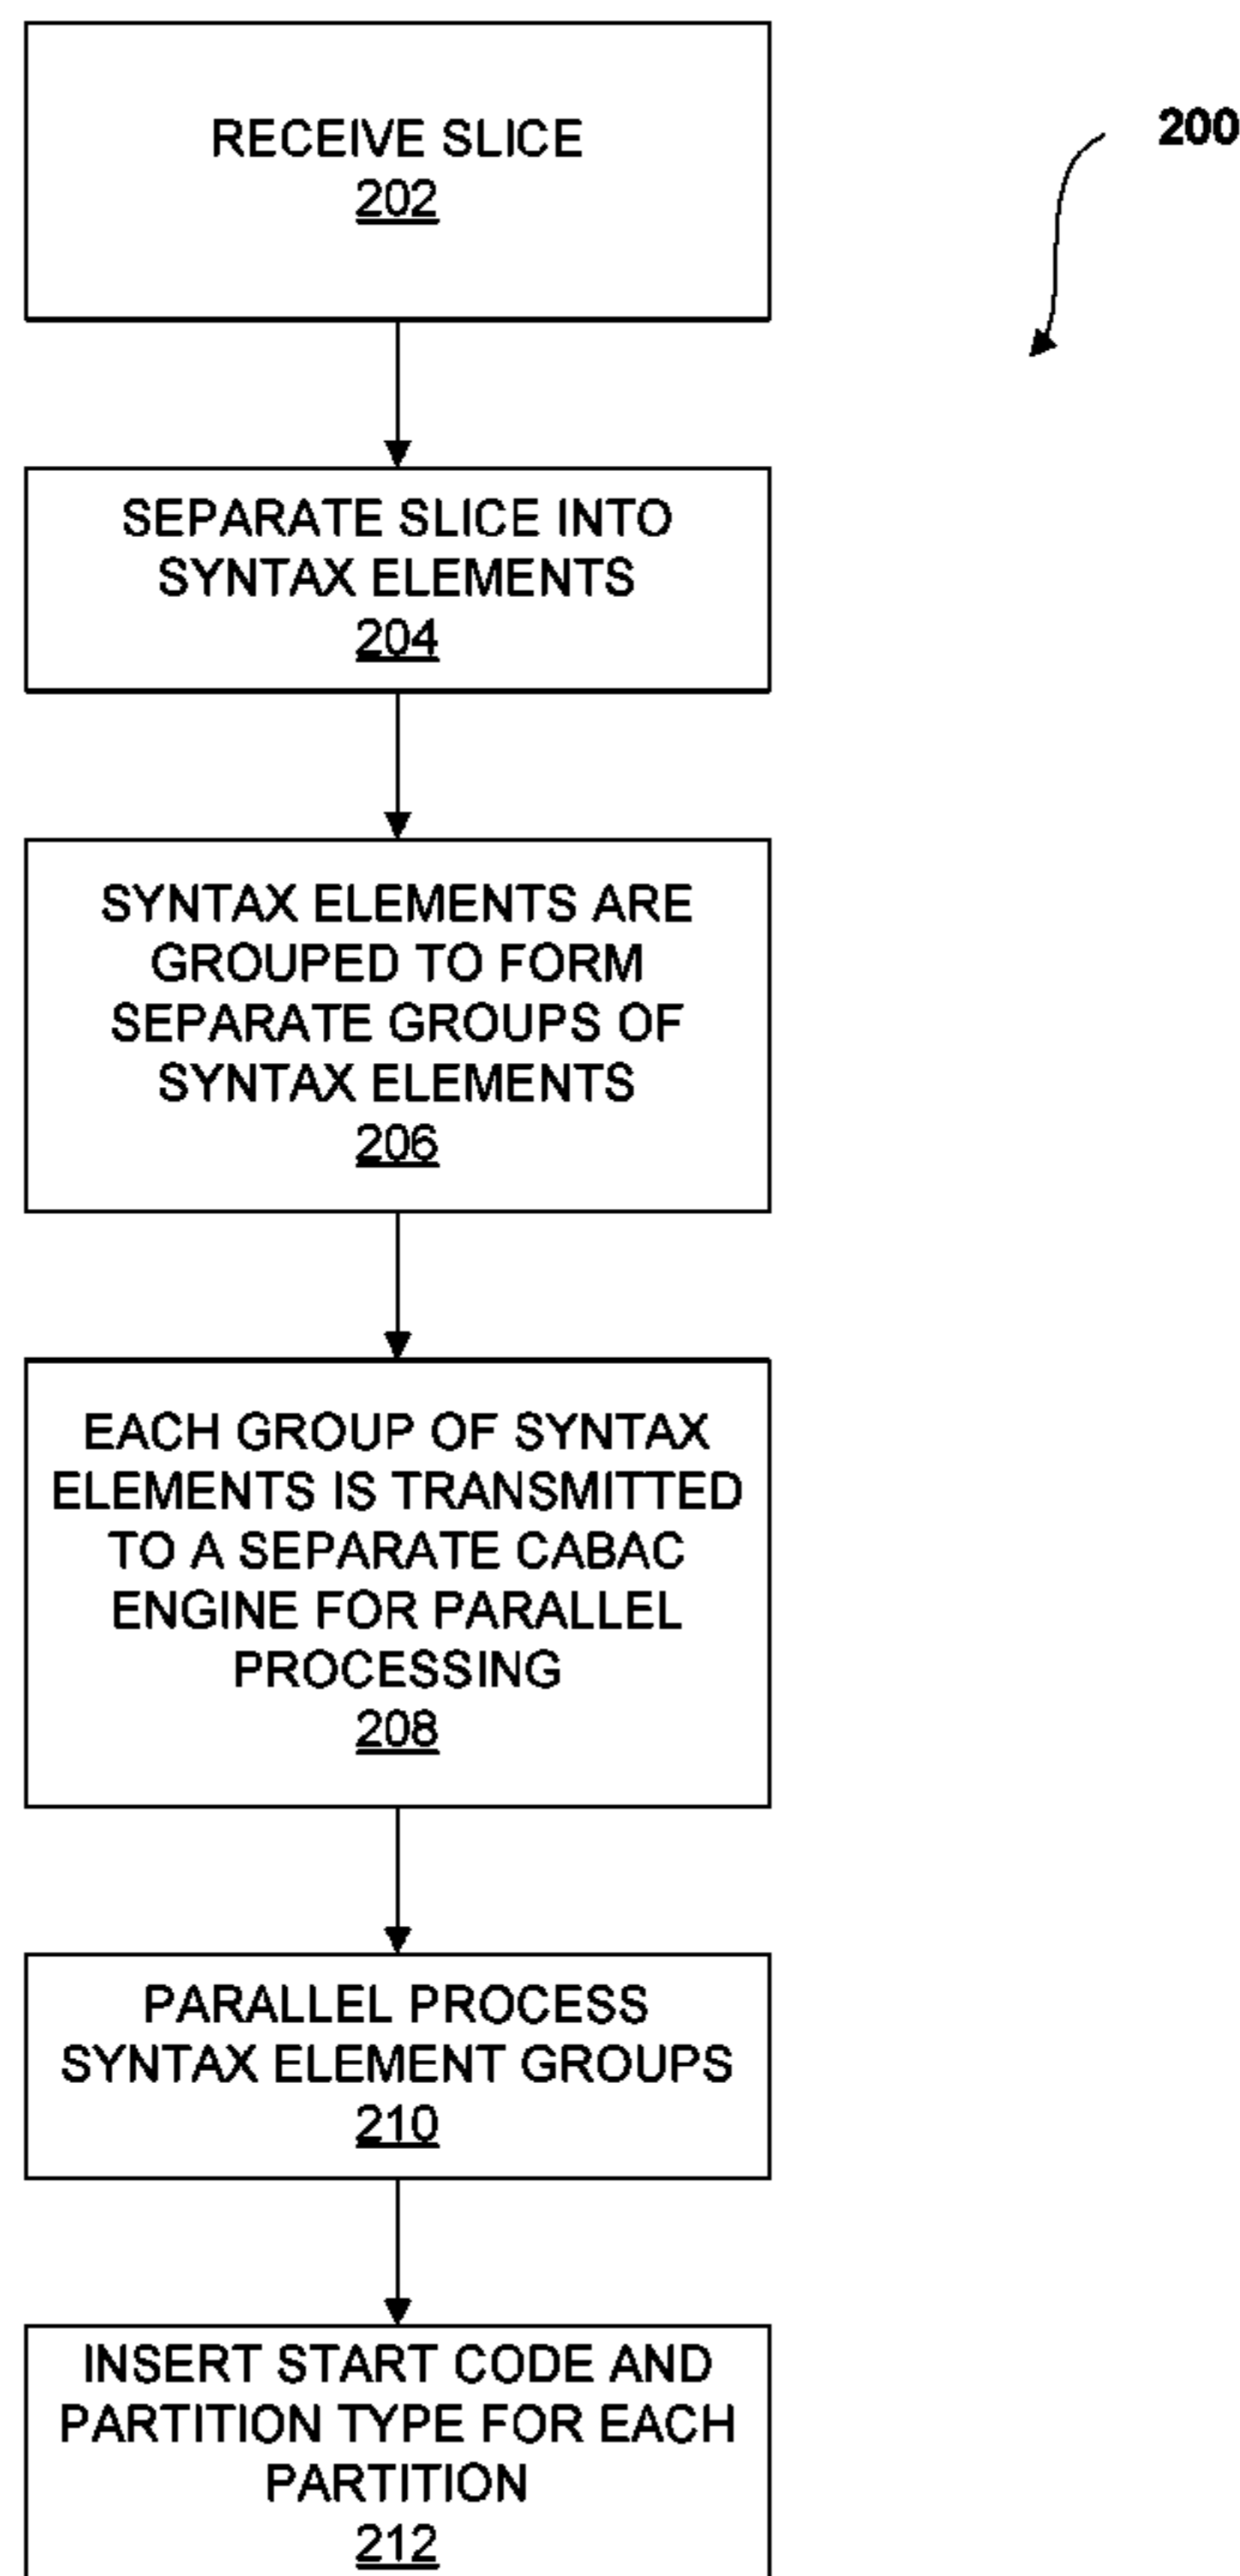 RECEIVE SLICE
202
200
SEPARATE SLICE INTO
SYNTAX ELEMENTS
204
SYNTAX ELEMENTS ARE
GROUPED TO FORM
SEPARATE GROUPS OF
SYNTAX ELEMENTS
206
EACH GROUP OF SYNTAX
ELEMENTS IS TRANSMITTED
TO A SEPARATE CABAC
ENGINE FOR PARALLEL
PROCESSING
208
PARALLEL PROCESS
SYNTAX ELEMENT GROUPS
210
INSERT START CODE AND
PARTITION TYPE FOR EACH
PARTITION
212